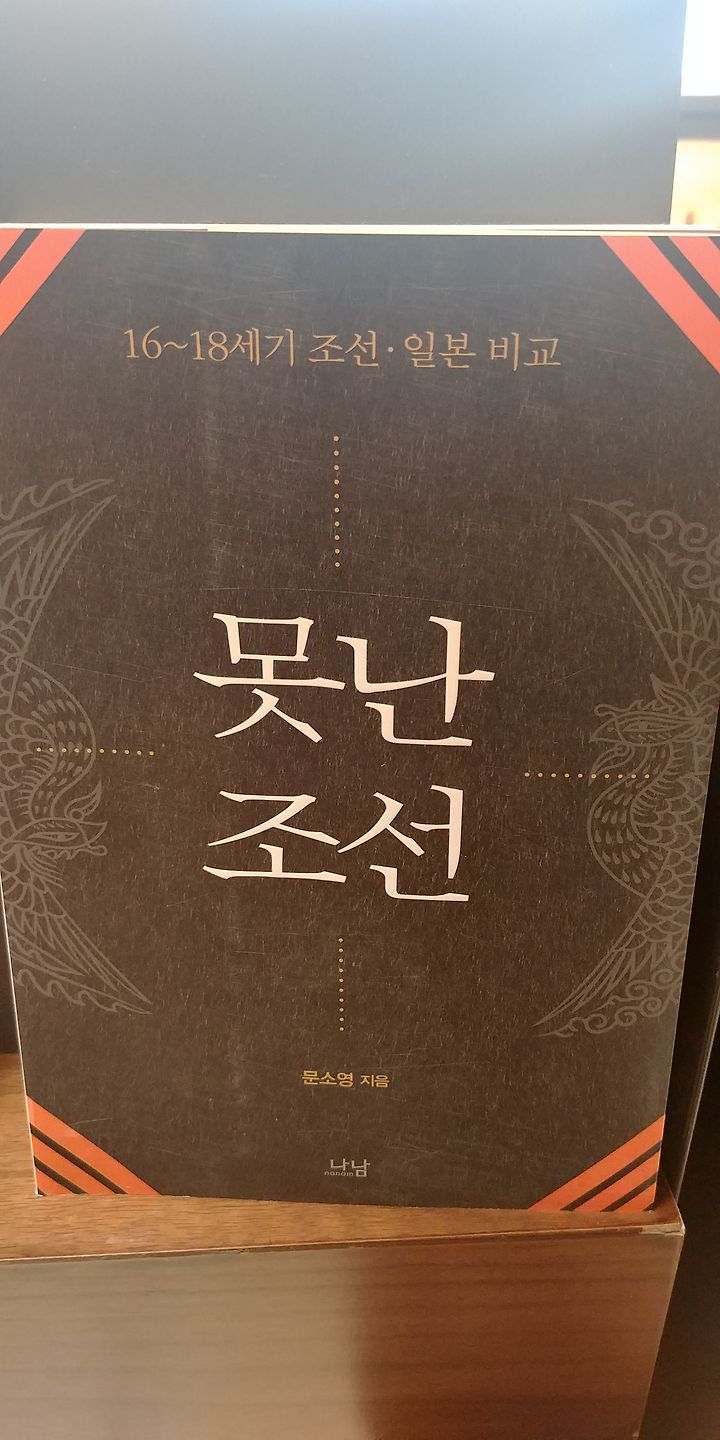 16~18세기 조선·일본 비교
못난
조선
문소영 지음
나남
nanam